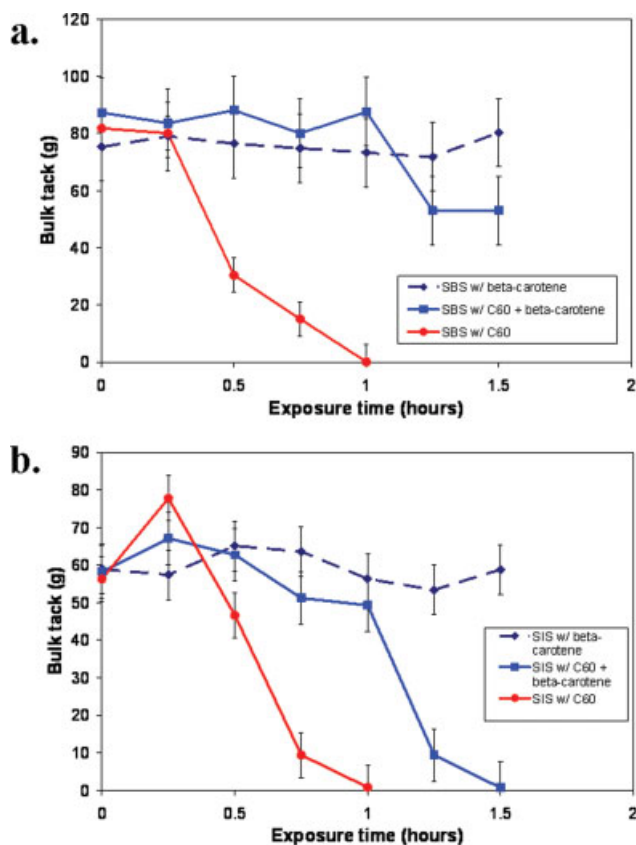 a.
120
100
80
60
40
20
0
Bulk tack (g)
SBS w/ beta-carotene
SBS w/ C60 + beta-carotene
SBS w/ C60
0 0.5 1 1.5 2
Exposure time (hours)
b.
90
80
70
60
50
40
30
20
10
0
Bulk tack (g)
SIS w/ beta-
carotene
SIS w/ C60 +
beta-carotene
SIS w/ C60
0 0.5 1 1.5 2
Exposure time (hours)